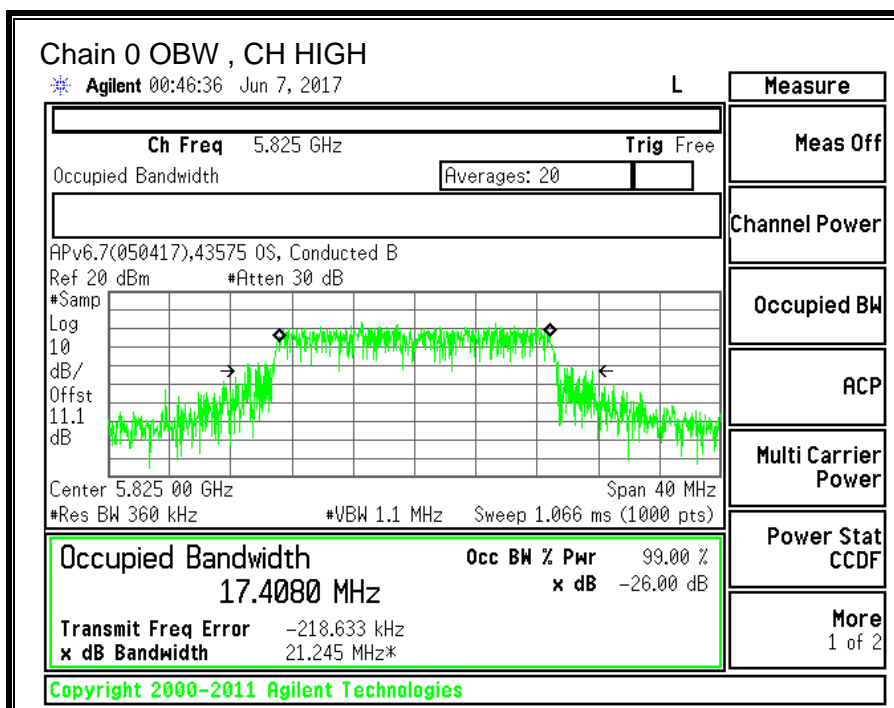 Chain 0 OBW , CH HIGH
Agilent 00:46:36 Jun 7, 2017 L
Measure
Ch Freq 5.825 GHz Trig Free
Meas Off
Occupied Bandwidth Averages: 20
Channel Power
APv6.7(050417),43575 OS, Conducted B
Ref 20 dBm #Atten 30 dB
#Samp
Log
10
dB/
Offst
11.1
dB
Occupied BW
ACP
Multi Carrier
Power
Center 5.825 00 GHz Span 40 MHz
#Res BW 360 kHz #VBW 1.1 MHz Sweep 1.066 ms (1000 pts)
Power Stat
CCDF
Occupied Bandwidth Occ BW % Pwr 99.00 %
17.4080 MHz x dB -26.00 dB
Transmit Freq Error -218.633 kHz
x dB Bandwidth 21.245 MHz*
More
1 of 2
Copyright 2000-2011 Agilent Technologies